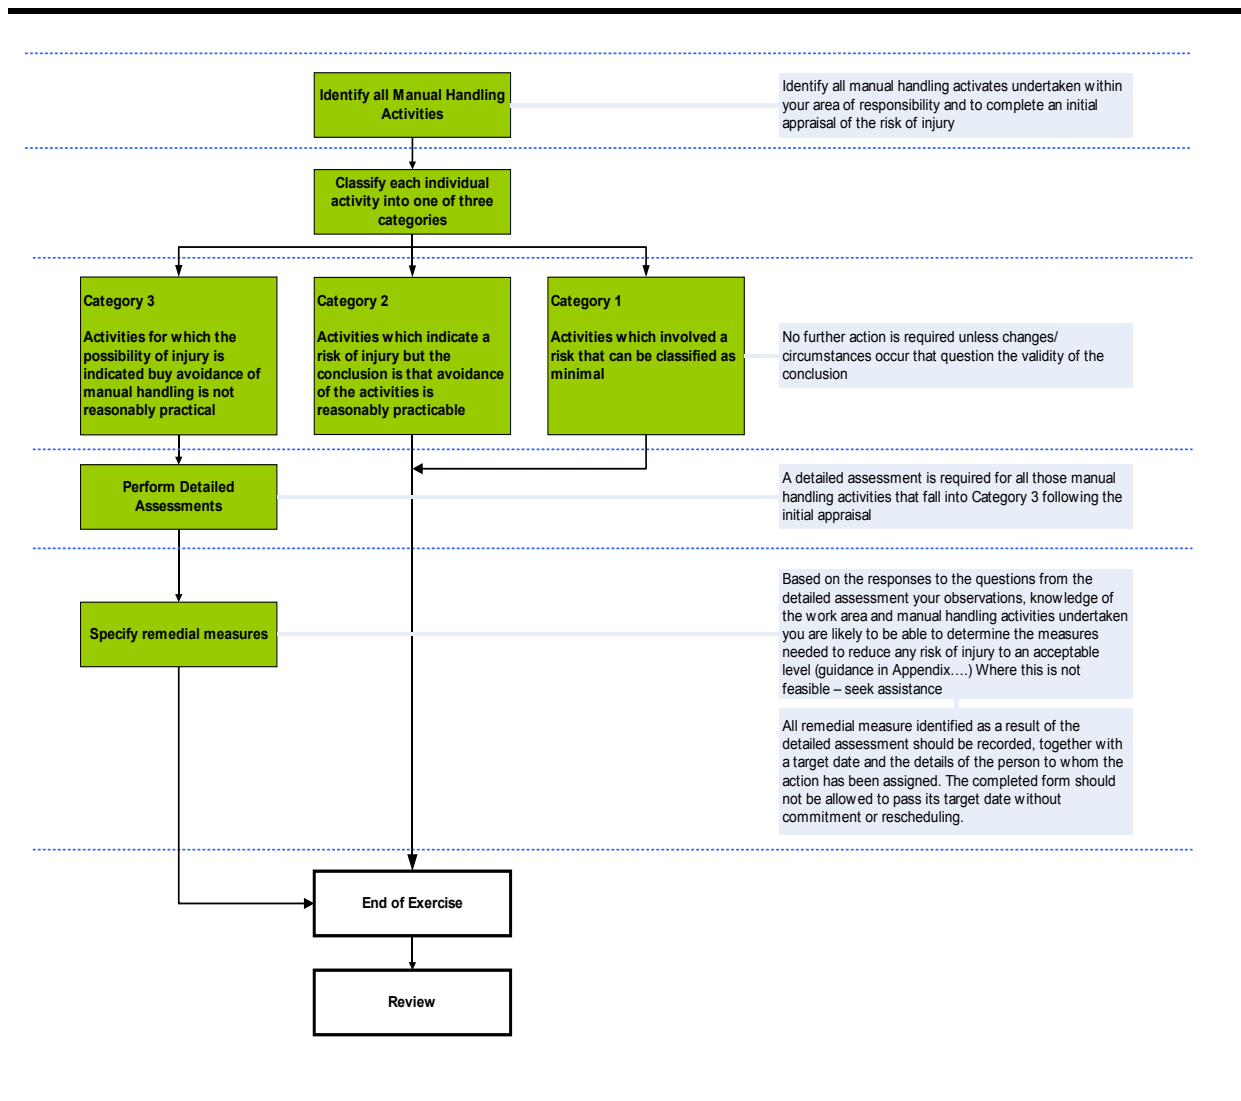 Identify all Manual Handling
Activities
Identify all manual handling activates undertaken within
your area of responsibility and to complete an initial
appraisal of the risk of injury
Classify each individual
activity into one of three
categories
Category 3
Activities for which the
possibility of injury is
indicated buy avoidance of
manual handling is not
reasonably practical
Category 2
Activities which indicate a
risk of injury but the
conclusion is that avoidance
of the activities is
reasonably practicable
Category 1
Activities which involved a
risk that can be classified as
minimal
No further action is required unless changes/
circumstances occur that question the validity of the
conclusion
Perform Detailed
Assessments
A detailed assessment is required for all those manual
handling activities that fall into Category 3 following the
initial appraisal
Specify remedial measures
Based on the responses to the questions from the
detailed assessment your observations, knowledge of
the work area and manual handling activities undertaken
you are likely to be able to determine the measures
needed to reduce any risk of injury to an acceptable
level (guidance in Appendix….) Where this is not
feasible – seek assistance
All remedial measure identified as a result of the
detailed assessment should be recorded, together with
a target date and the details of the person to whom the
action has been assigned. The completed form should
not be allowed to pass its target date without
commitment or rescheduling.
End of Exercise
Review